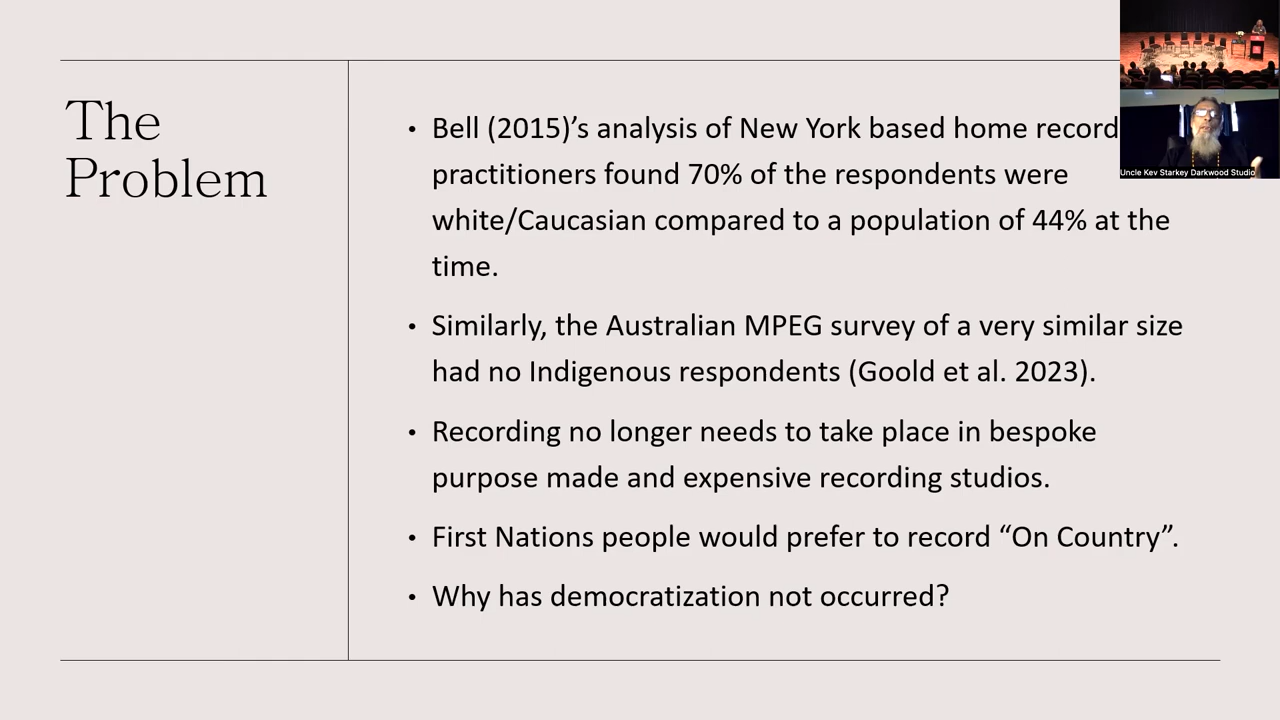 The
Problem
• Bell (2015)’s analysis of New York based home record
practitioners found 70% of the respondents were
white/Caucasian compared to a population of 44% at the
time.
• Similarly, the Australian MPEG survey of a very similar size
had no Indigenous respondents (Goold et al. 2023).
• Recording no longer needs to take place in bespoke
purpose made and expensive recording studios.
• First Nations people would prefer to record “On Country”.
• Why has democratization not occurred?
Uncle Kev Starkey Darkwood Studio